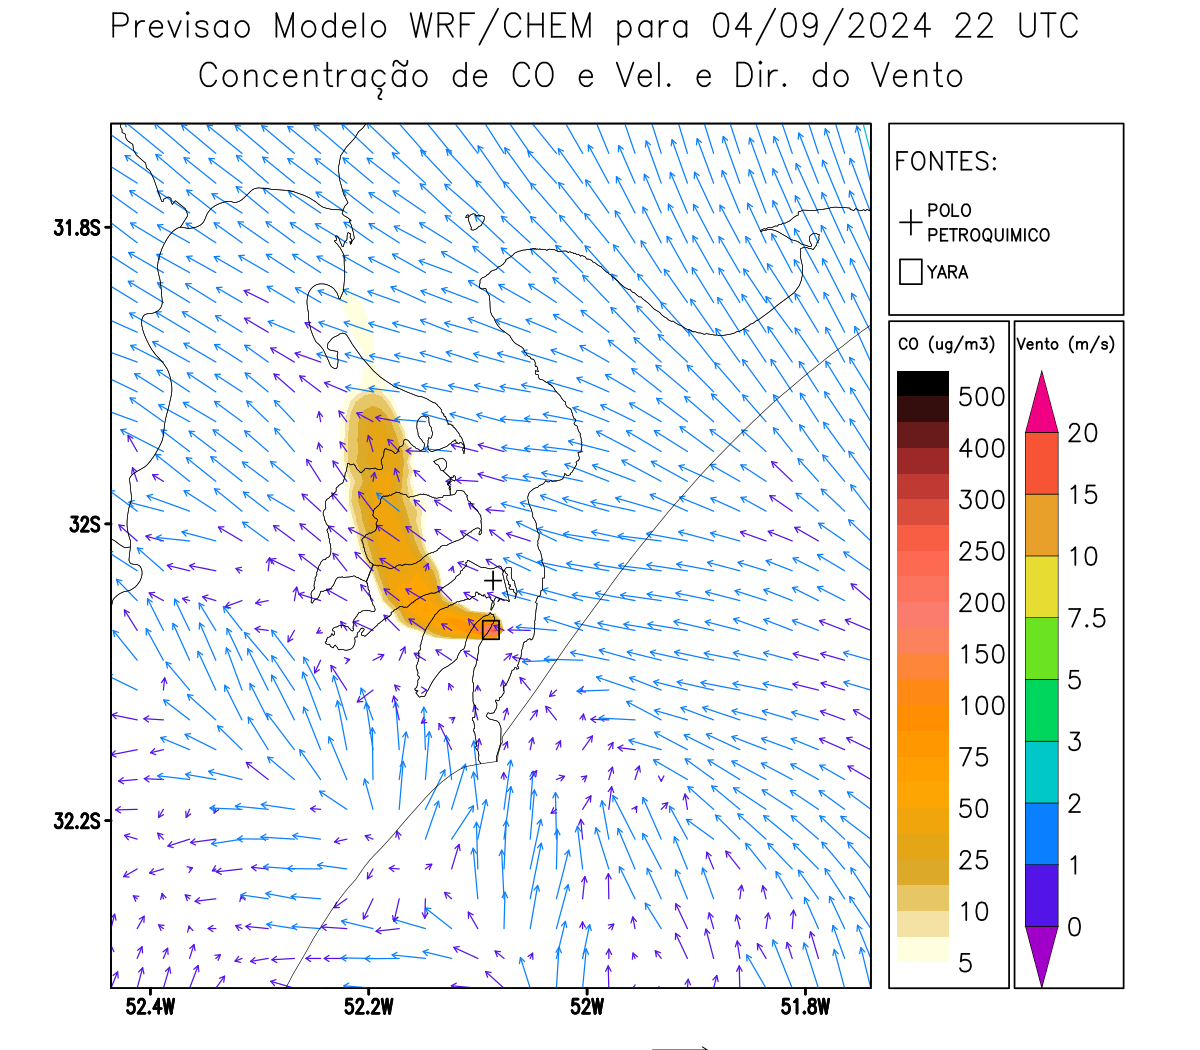 Previsao Modelo WRF/CHEM para 04/09/2024 22 UTC
Concentração de CO e Vel. e Dir. do Vento
FONTES:
POLO
PETROQUIMICO
YARA
CO (ug/m3)
500
400
300
250
200
150
100
75
50
25
10
5
Vento (m/s)
20
15
10
7.5
5
3
2
1
0
31.8S
32S
32.2S
52.4W
52.2W
52W
51.8W